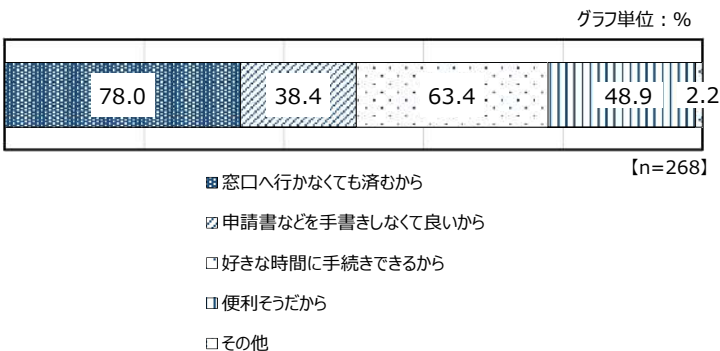 グラフ単位：%
78.0 38.4 63.4 48.9 2.2
【n=268】
窓口へ行かなくても済むから
申請書などを手書きしなくて良いから
好きな時間に手続きできるから
便利そうだから
その他